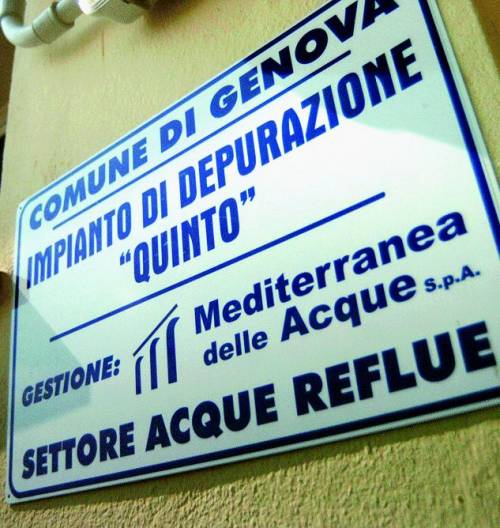 COMUNE DI GENOVA
IMPIANTO DI DEPURAZIONE
“QUINTO”
GESTIONE: Mediterranea
delle Acque S.p.A.
SETTORE ACQUE REFLUE